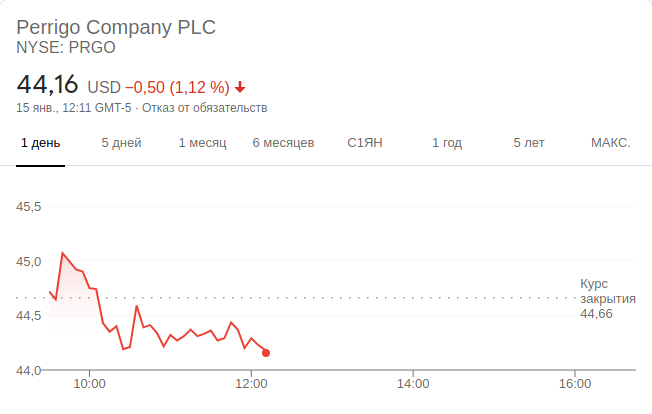 Perrigo Company PLC
NYSE: PRGO
44,16 USD −0,50 (1,12 %)
15 янв., 12:11 GMT-5 · Отказ от обязательств
1 день 5 дней 1 месяц 6 месяцев С1ЯН 1 год 5 лет МАКС.
45,5
45,0
Курс
закрытия
44,66
44,5
44,0
10:00 12:00 14:00 16:00